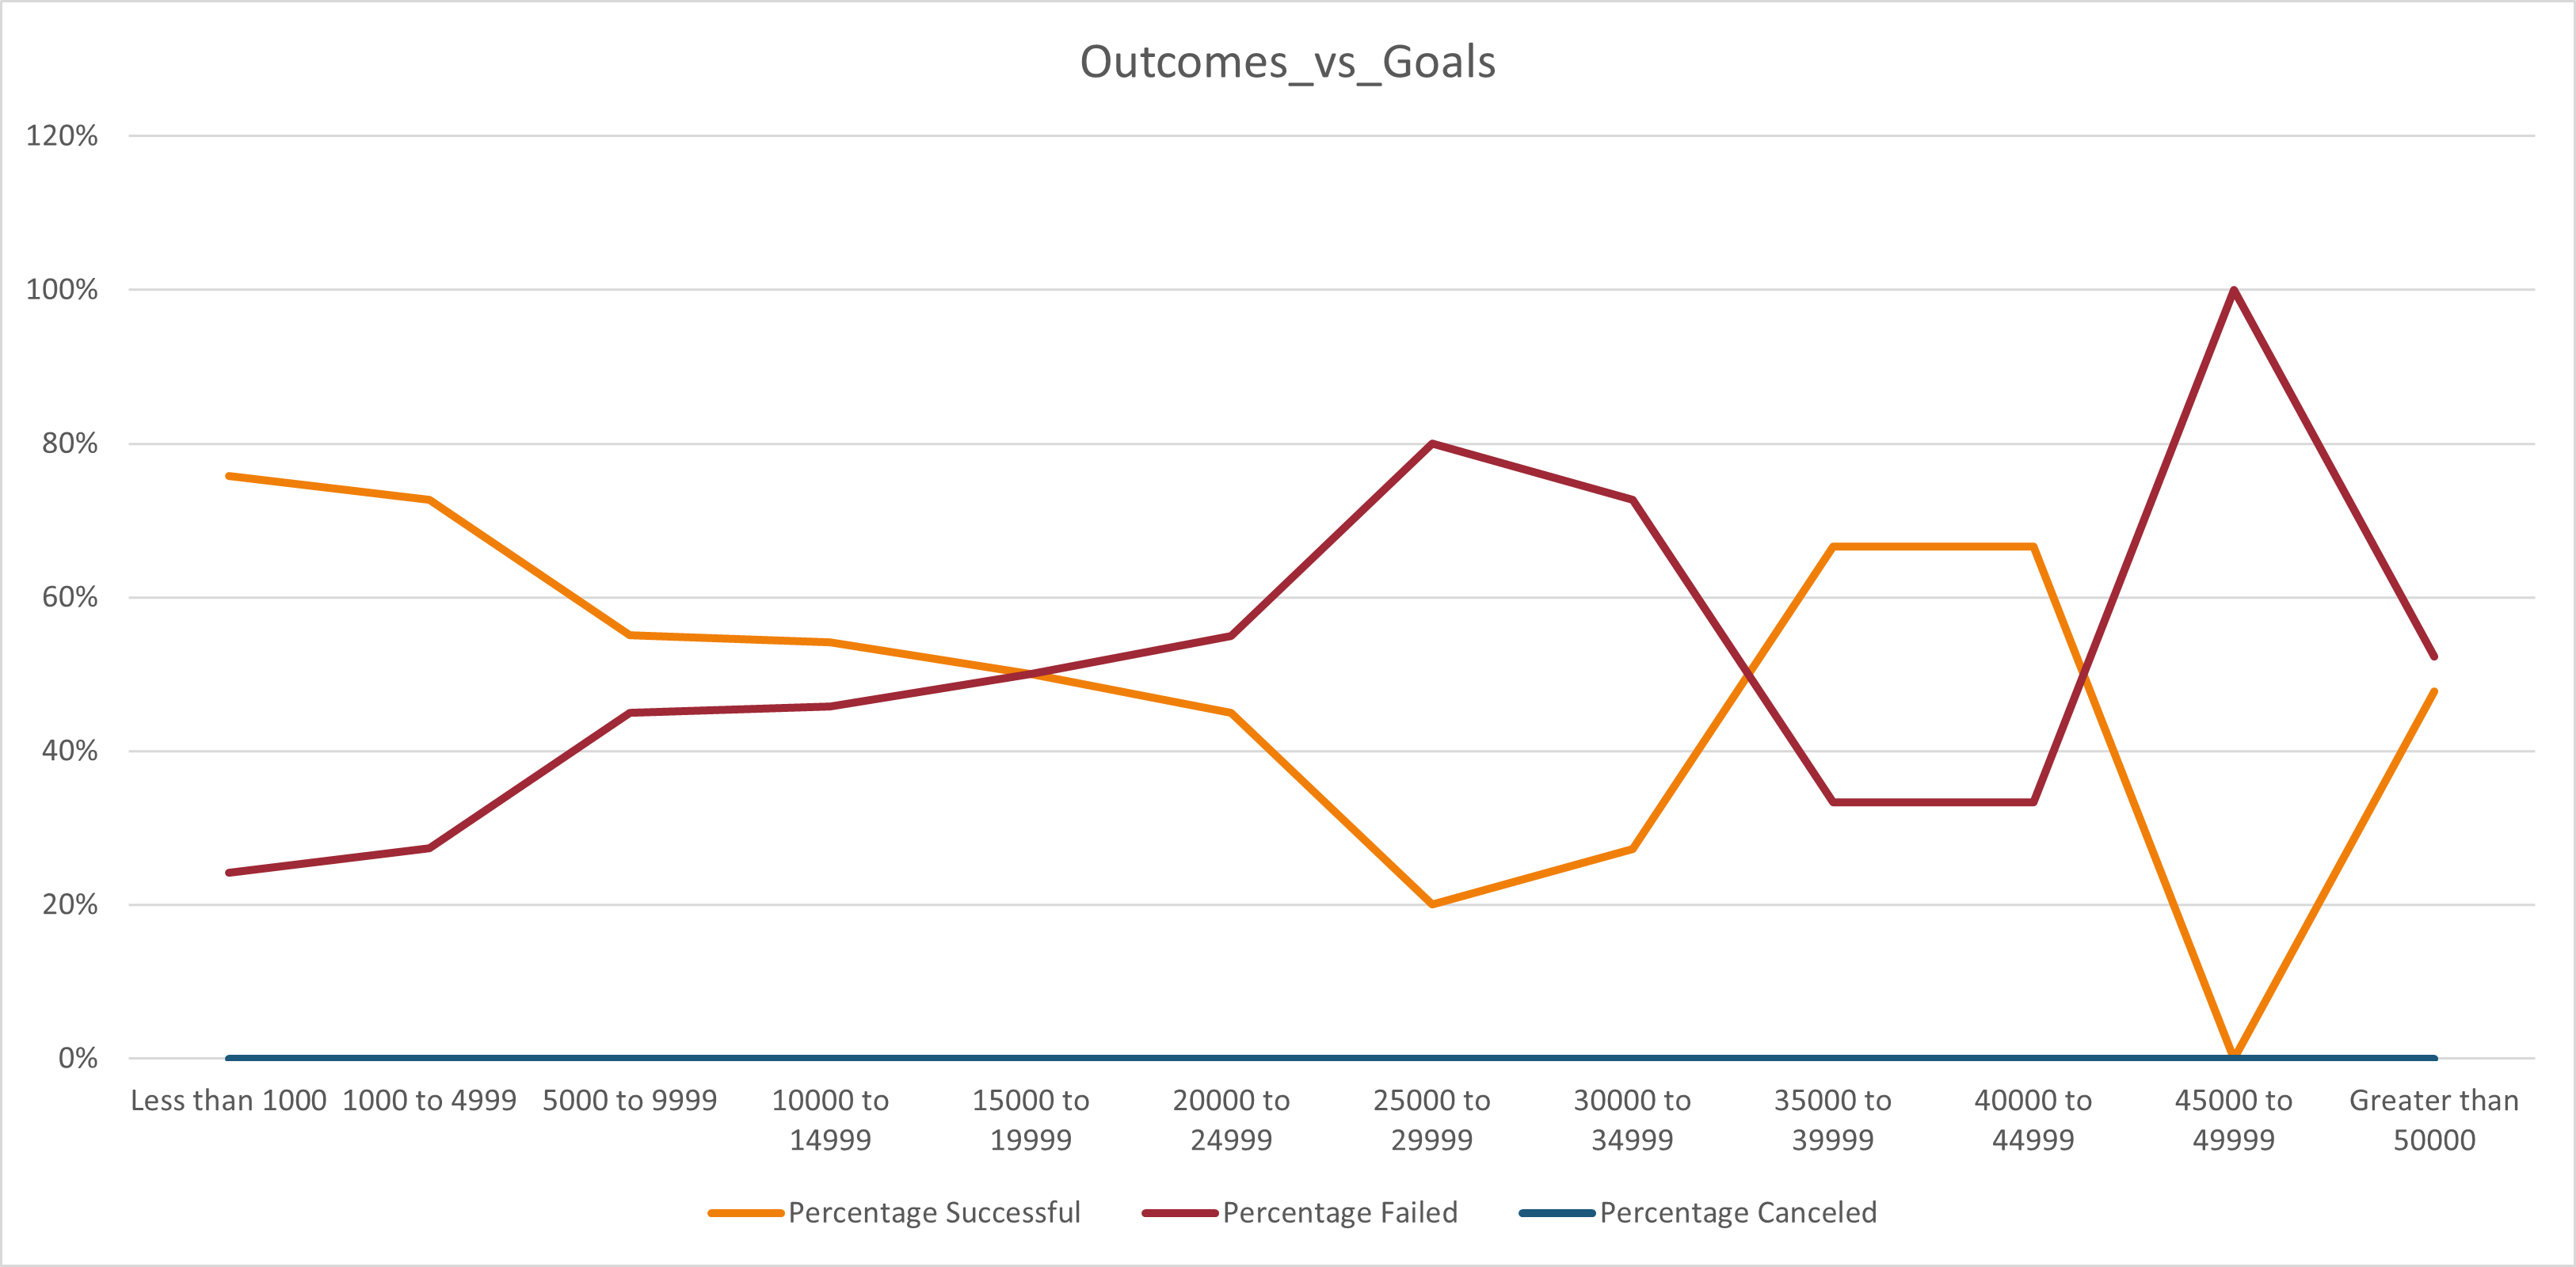 Outcomes_vs_Goals
120%
100%
80%
60%
40%
20%
0%
Less than 1000
1000 to 4999
5000 to 9999
10000 to
14999
15000 to
19999
20000 to
24999
25000 to
29999
30000 to
34999
35000 to
39999
40000 to
44999
45000 to
49999
Greater than
50000
Percentage Successful
Percentage Failed
Percentage Canceled